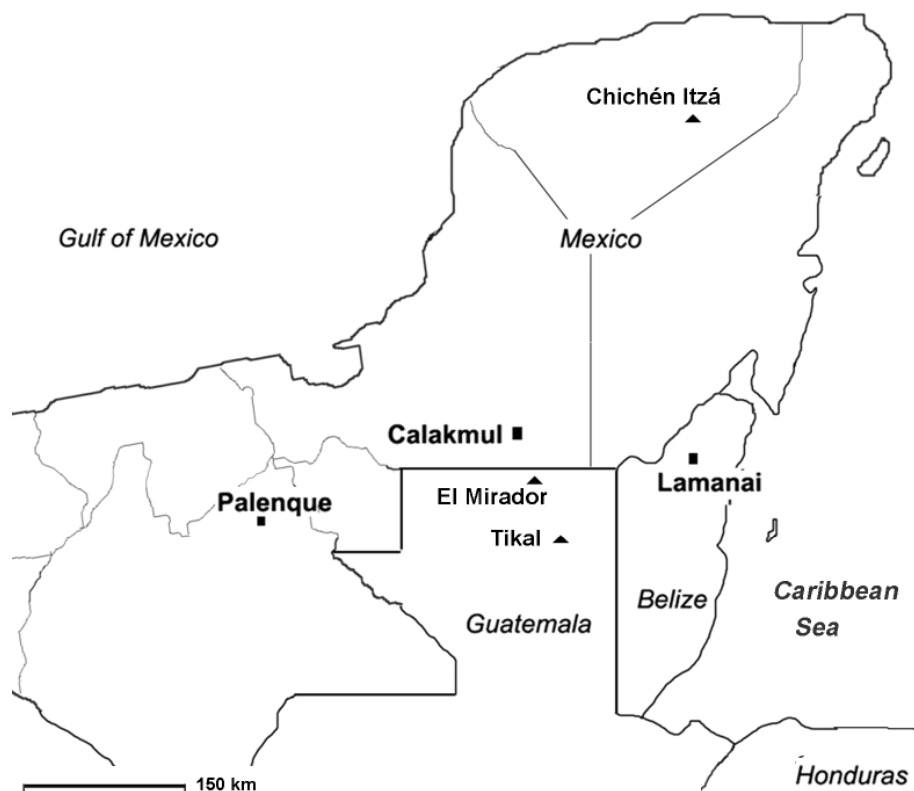 Chichén Itzá
Gulf of Mexico
Mexico
Calakmul
El Mirador
Lamanai
Palenque
Tikal
Guatemala
Belize
Caribbean
Sea
150 km
Honduras